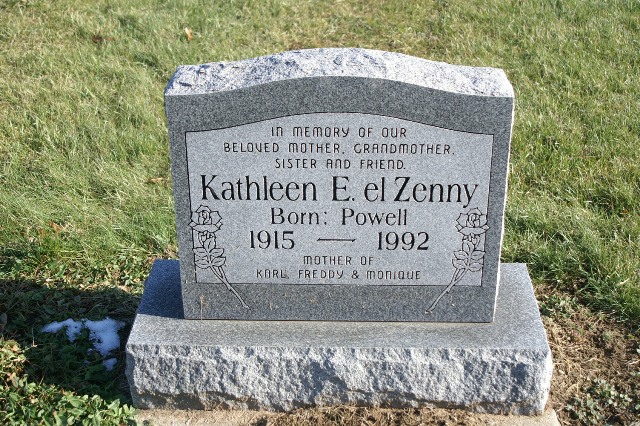 IN MEMORY OF OUR
BELOVED MOTHER, GRANDMOTHER,
SISTER AND FRIEND.
Kathleen E. el Zenny
Born: Powell
1915 — 1992
MOTHER OF
KARL, FREDDY & MONIQUE